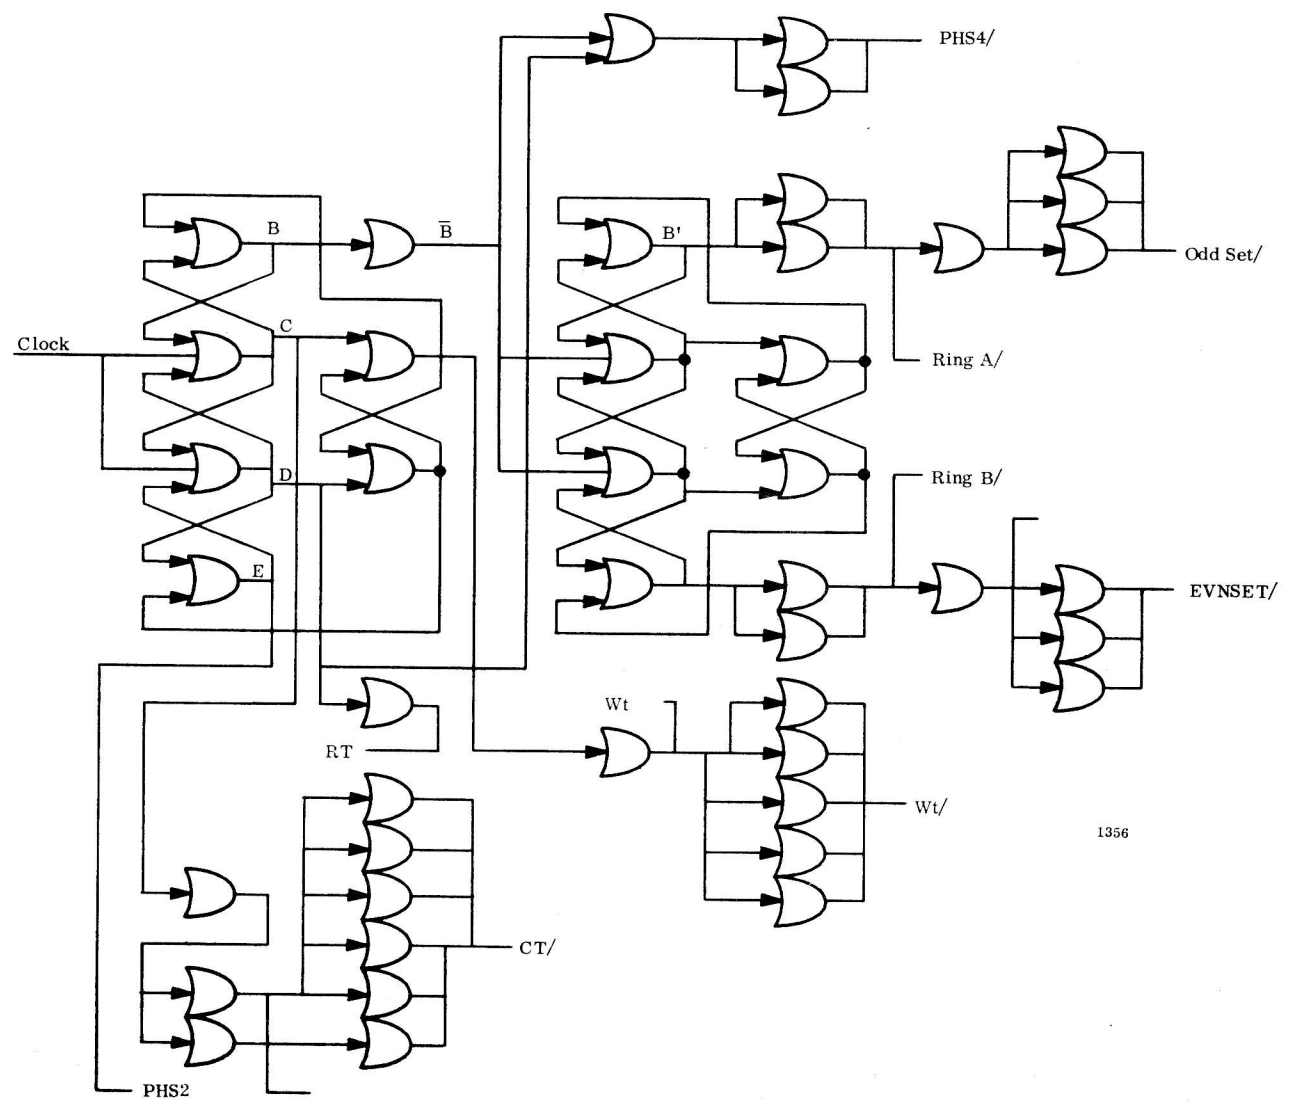 PHS4/
B
B̅
B'
Odd Set/
C
Clock
Ring A/
D
Ring B/
E
EVNSET/
Wt
RT
Wt/
1356
CT/
PHS2